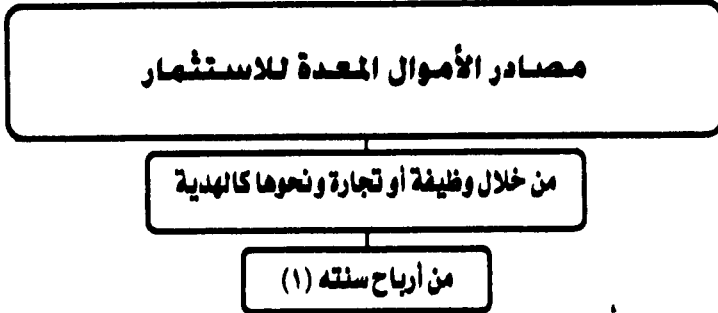 مصادر الأموال المعدة للاستثمار
من خلال وظيفة أو تجارة ونحوها كالهدية
من أرباح سنته (١)